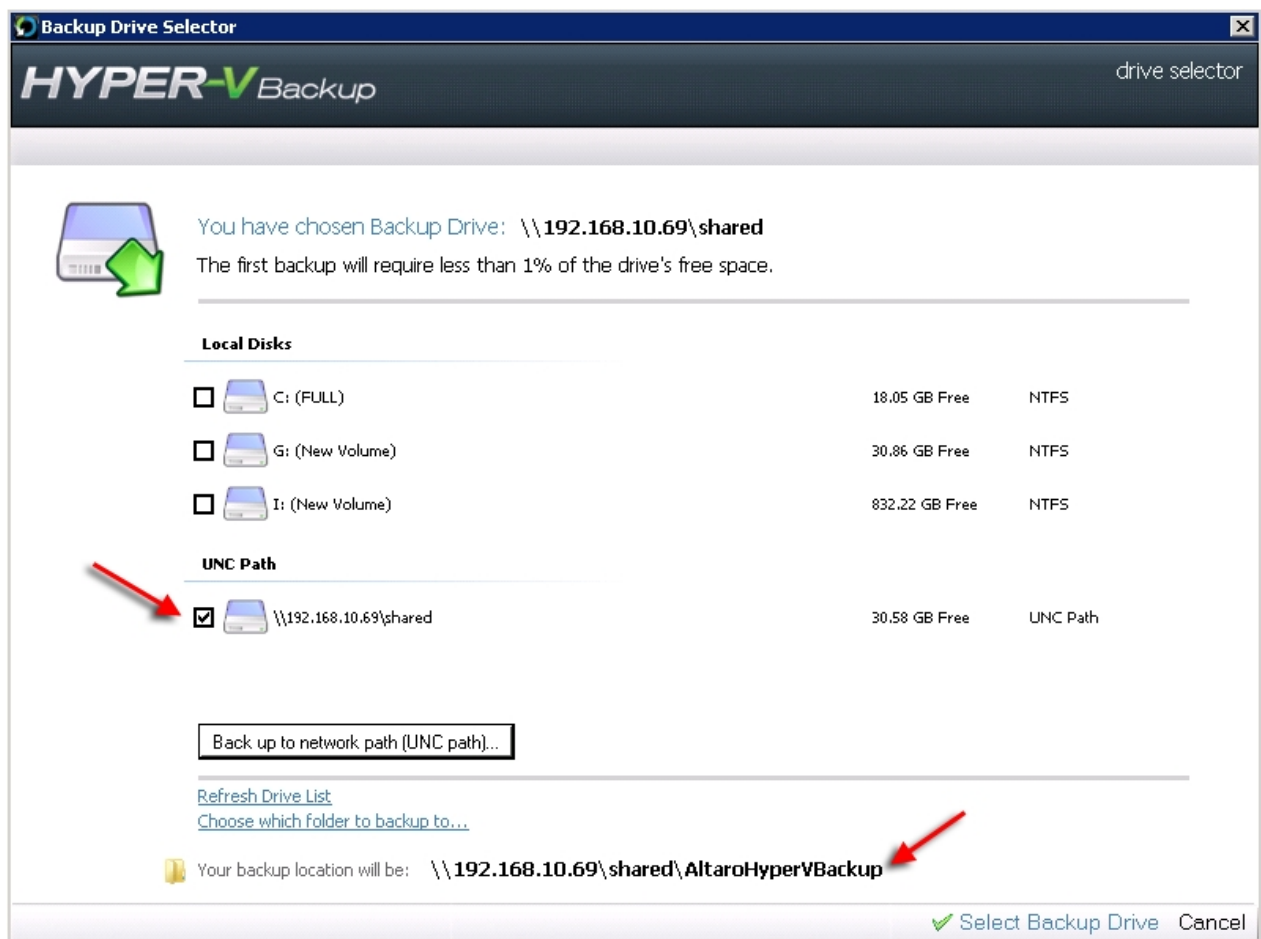 Backup Drive Selector
HYPER-V Backup
drive selector
You have chosen Backup Drive: \\192.168.10.69\shared
The first backup will require less than 1% of the drive's free space.
Local Disks
C: (FULL) 18.05 GB Free NTFS
G: (New Volume) 30.86 GB Free NTFS
I: (New Volume) 832.22 GB Free NTFS
UNC Path
\\192.168.10.69\shared 30.58 GB Free UNC Path
Back up to network path (UNC path)...
Refresh Drive List
Choose which folder to backup to...
Your backup location will be: \\192.168.10.69\shared\AltaroHyperVBackup
Select Backup Drive Cancel